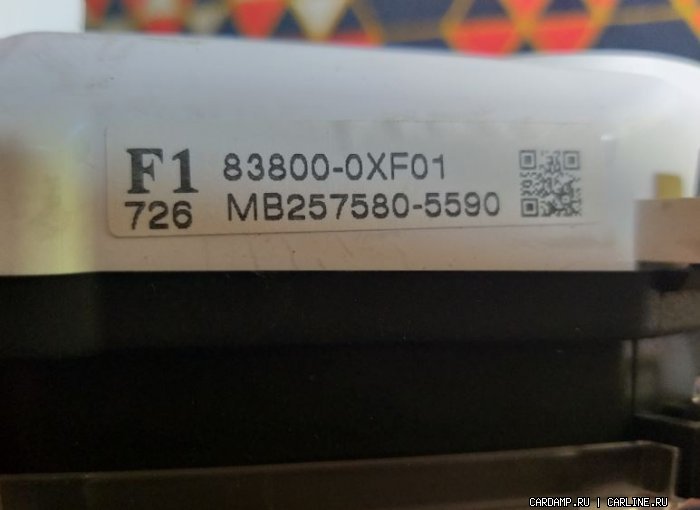 F1 83800-0XF01
726 MB257580-5590
CARDAMP.RU | CARLINE.RU